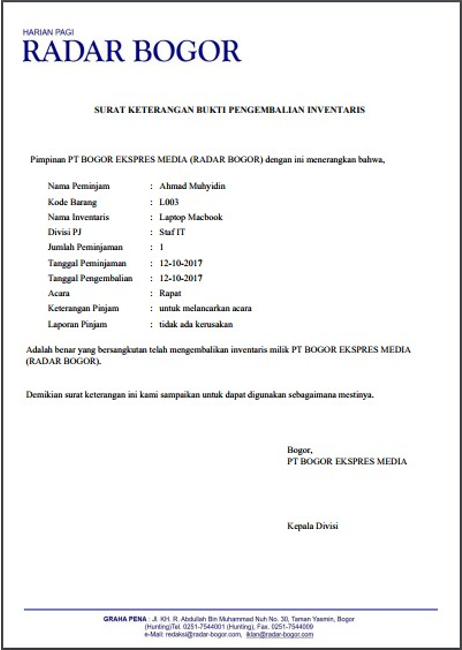 HARIAN PAGI
RADAR BOGOR
SURAT KETERANGAN BUKTI PENGEMBALIAN INVENTARIS
Pimpinan PT BOGOR EKSPRES MEDIA (RADAR BOGOR) dengan ini menerangkan bahwa,
Nama Peminjam : Ahmad Muhyidin
Kode Barang : L003
Nama Inventaris : Laptop Macbook
Divisi PJ : Staf IT
Jumlah Peminjaman : 1
Tanggal Peminjaman : 12-10-2017
Tanggal Pengembalian : 12-10-2017
Acara : Rapat
Keterangan Pinjam : untuk melancarkan acara
Laporan Pinjam : tidak ada kerusakan
Adalah benar yang bersangkutan telah mengembalikan inventaris milik PT BOGOR EKSPRES MEDIA
(RADAR BOGOR).
Demikian surat keterangan ini kami sampaikan untuk dapat digunakan sebagaimana mestinya.
Bogor,
PT BOGOR EKSPRES MEDIA
Kepala Divisi
GRAHA PENA : Jl. KH. R. Abdullah Bin Muhammad Nuh No. 30, Taman Yasmin, Bogor
(Hunting)Tel. 0251-7544001 (Hunting), Fax. 0251-7544009
e-Mail: redaksi@radar-bogor.com, iklan@radar-bogor.com